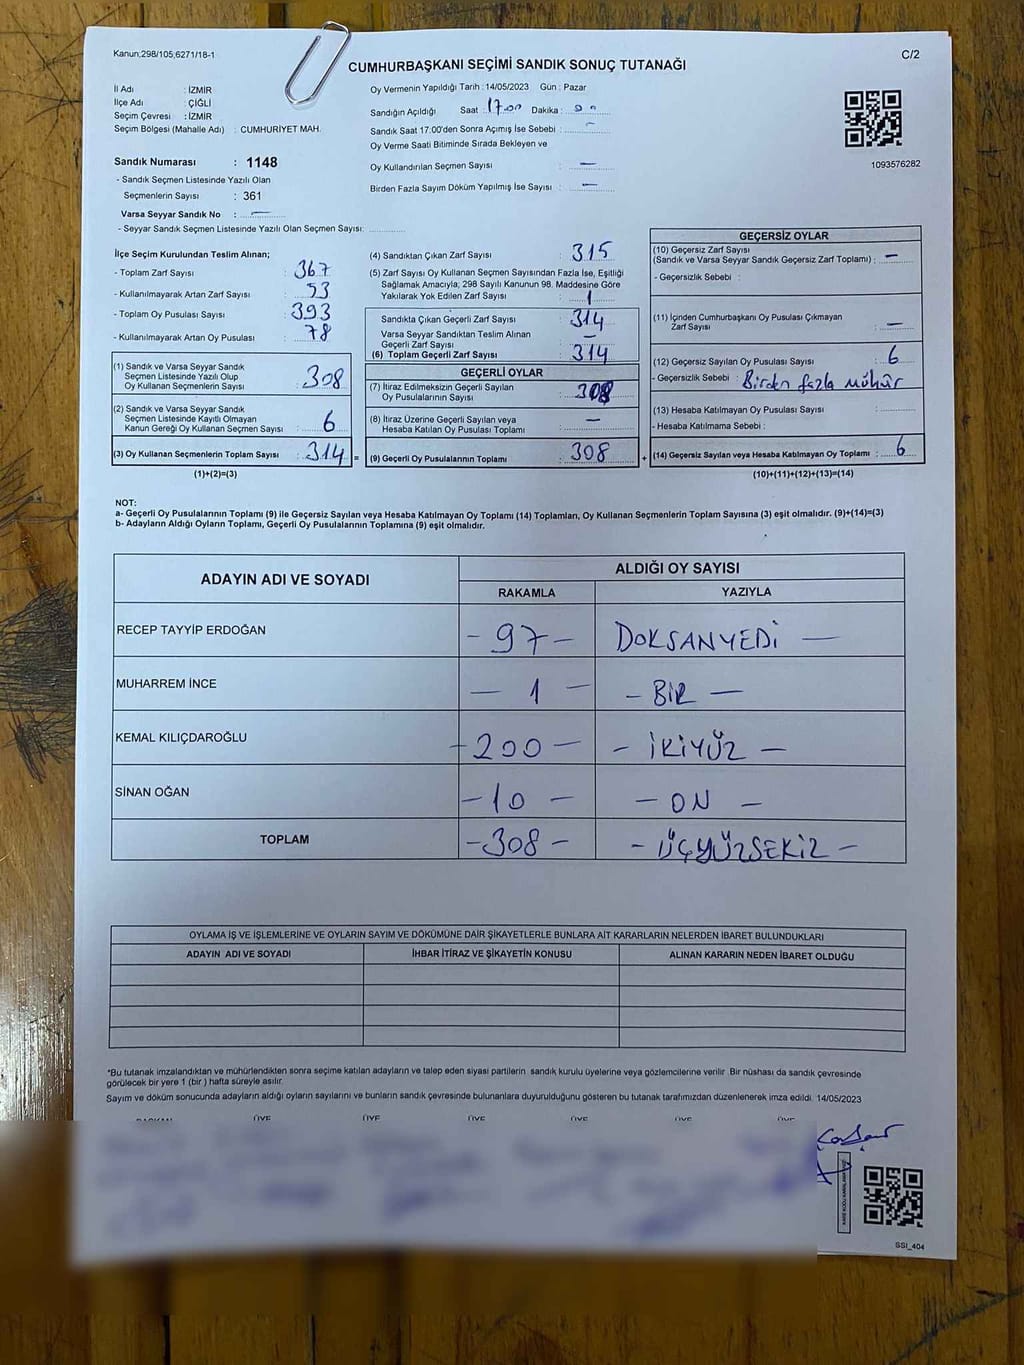 Kanun;298/105,6271/18-1
C/2
CUMHURBAŞKANI SEÇİMİ SANDIK SONUÇ TUTANAĞI
İl Adı : İZMİR
İlçe Adı : ÇİĞLİ
Seçim Çevresi : İZMİR
Seçim Bölgesi (Mahalle Adı) : CUMHURİYET MAH.
Sandık Numarası : 1148
- Sandık Seçmen Listesinde Yazılı Olan
Seçmenlerin Sayısı : 361
Varsa Seyyar Sandık No : —
- Seyyar Sandık Seçmen Listesinde Yazılı Olan Seçmen Sayısı:
Oy Vermenin Yapıldığı Tarih : 14/05/2023 Gün : Pazar
Sandığın Açıldığı Saat 17.00 Dakika : 00
Sandık Saat 17:00'den Sonra Açımış İse Sebebi : —
Oy Verme Saati Bitiminde Sırada Bekleyen ve
Oy Kullandırılan Seçmen Sayısı : —
Birden Fazla Sayım Döküm Yapılmış İse Sayısı : —
1093576282
İlçe Seçim Kurulundan Teslim Alınan;
- Toplam Zarf Sayısı : 367
- Kullanılmayarak Artan Zarf Sayısı : 53
- Toplam Oy Pusulası Sayısı : 393
- Kullanılmayarak Artan Oy Pusulası : 78
(1) Sandık ve Varsa Seyyar Sandık
Seçmen Listesinde Yazılı Olup
Oy Kullanan Seçmenlerin Sayısı : 308
(2) Sandık ve Varsa Seyyar Sandık
Seçmen Listesinde Kayıtlı Olmayan
Kanun Gereği Oy Kullanan Seçmen Sayısı : 6
(3) Oy Kullanan Seçmenlerin Toplam Sayısı : 314 =
(1)+(2)=(3)
(4) Sandıktan Çıkan Zarf Sayısı : 315
(5) Zarf Sayısı Oy Kullanan Seçmen Sayısından Fazla İse, Eşitliği
Sağlamak Amacıyla; 298 Sayılı Kanunun 98. Maddesine Göre
Yakılarak Yok Edilen Zarf Sayısı : 1
Sandıkta Çıkan Geçerli Zarf Sayısı : 314
Varsa Seyyar Sandıktan Teslim Alınan
Geçerli Zarf Sayısı : —
(6) Toplam Geçerli Zarf Sayısı : 314
GEÇERLİ OYLAR
(7) İtiraz Edilmeksizin Geçerli Sayılan
Oy Pusulalarının Sayısı : 308
(8) İtiraz Üzerine Geçerli Sayılan veya
Hesaba Katılan Oy Pusulası Toplamı : —
(9) Geçerli Oy Pusulalarının Toplamı : 308 +
GEÇERSİZ OYLAR
(10) Geçersiz Zarf Sayısı
(Sandık ve Varsa Seyyar Sandık Geçersiz Zarf Toplamı) : —
- Geçersizlik Sebebi :
(11) İçinden Cumhurbaşkanı Oy Pusulası Çıkmayan
Zarf Sayısı : —
(12) Geçersiz Sayılan Oy Pusulası Sayısı : 6
- Geçersizlik Sebebi : Birden fazla mühür
(13) Hesaba Katılmayan Oy Pusulası Sayısı :
- Hesaba Katılmama Sebebi :
(14) Geçersiz Sayılan veya Hesaba Katılmayan Oy Toplamı : 6
(10)+(11)+(12)+(13)=(14)
NOT:
a- Geçerli Oy Pusulalarının Toplamı (9) ile Geçersiz Sayılan veya Hesaba Katılmayan Oy Toplamı (14) Toplamları, Oy Kullanan Seçmenlerin Toplam Sayısına (3) eşit olmalıdır. (9)+(14)=(3)
b- Adayların Aldığı Oyların Toplamı, Geçerli Oy Pusulalarının Toplamına (9) eşit olmalıdır.
ADAYIN ADI VE SOYADI ALDIĞI OY SAYISI
RAKAMLA YAZIYLA
RECEP TAYYİP ERDOĞAN - 97 - DOKSANYEDİ —
MUHARREM İNCE — 1 — - BİR —
KEMAL KILIÇDAROĞLU - 200 - - İKİYÜZ —
SİNAN OĞAN - 10 - - ON -
TOPLAM - 308 - - ÜÇYÜZSEKİZ -
OYLAMA İŞ VE İŞLEMLERİNE VE OYLARIN SAYIM VE DÖKÜMÜNE DAİR ŞİKAYETLERLE BUNLARA AİT KARARLARIN NELERDEN İBARET BULUNDUKLARI
ADAYIN ADI VE SOYADI İHBAR İTİRAZ VE ŞİKAYETİN KONUSU ALINAN KARARIN NEDEN İBARET OLDUĞU
*Bu tutanak imzalandıktan ve mühürlendikten sonra seçime katılan adayların ve talep eden siyasi partilerin sandık kurulu üyelerine veya gözlemcilerine verilir .Bir nüshası da sandık çevresinde
görülecek bir yere 1 (bir ) hafta süreyle asılır.
Sayım ve döküm sonucunda adayların aldığı oyların sayılarını ve bunların sandık çevresinde bulunanlara duyurulduğunu gösteren bu tutanak tarafımızdan düzenlenerek imza edildi. 14/05/2023
BAŞKAN ÜYE ÜYE ÜYE ÜYE ÜYE ÜYE
SSI_404